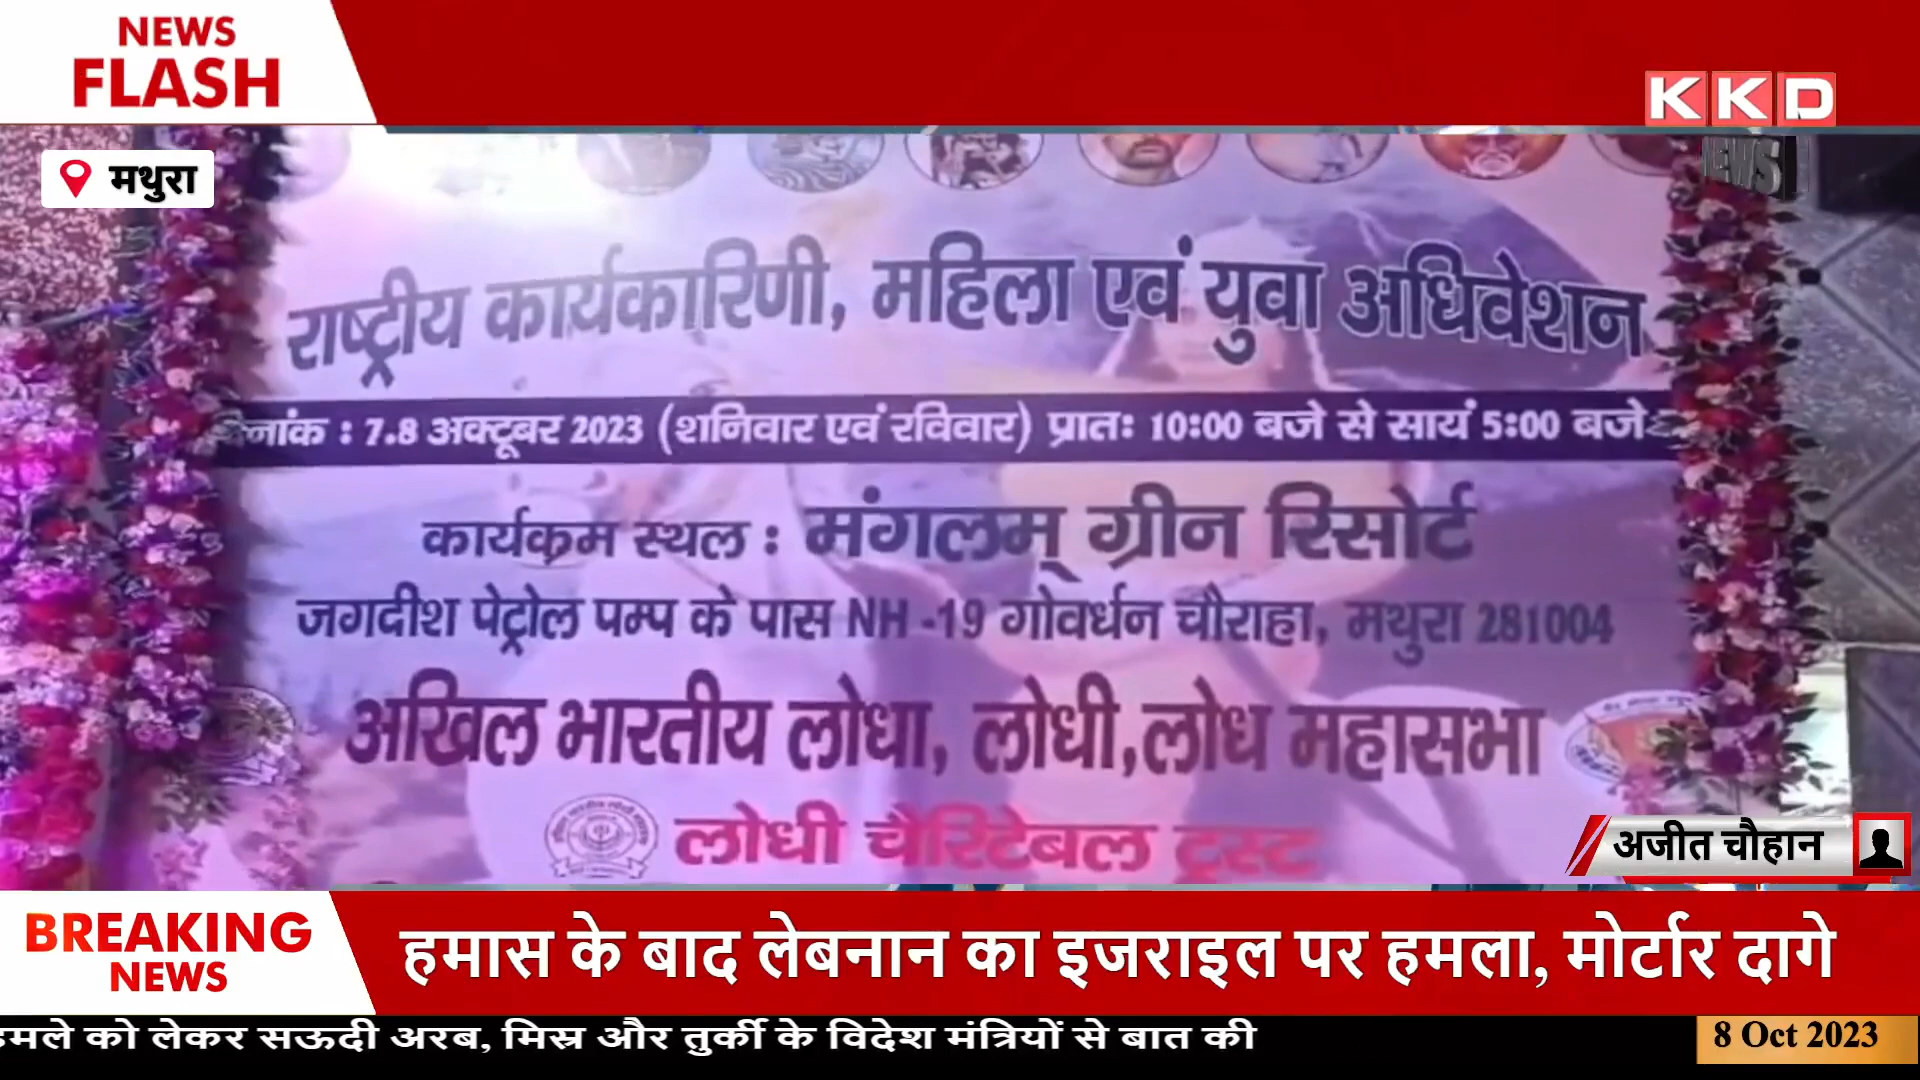 NEWS
FLASH
KKD
NEWS
मथुरा
राष्ट्रीय कार्यकारिणी, महिला एवं युवा अधिवेशन
: 7.8 अक्टूबर 2023 (शनिवार एवं रविवार) प्रातः 10:00 बजे से सायं 5:00 बजे
कार्यक्रम स्थल : मंगलम् ग्रीन रिसोर्ट
जगदीश पेट्रोल पम्प के पास NH -19 गोवर्धन चौराहा, मथुरा 281004
अखिल भारतीय लोधा, लोधी,लोध महासभा
लोधी चैरिटेबल ट्रस्ट
अजीत चौहान
BREAKING
NEWS
हमास के बाद लेबनान का इजराइल पर हमला, मोर्टार दागे
हमले को लेकर सऊदी अरब, मिस्र और तुर्की के विदेश मंत्रियों से बात की
8 Oct 2023